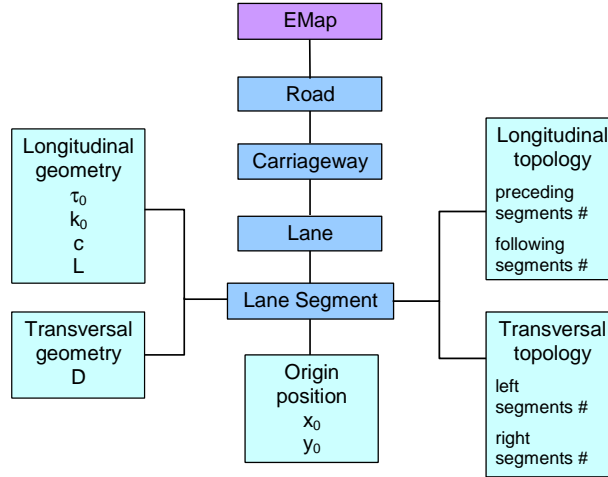 EMap
Road
Carriageway
Lane
Lane Segment
Longitudinal
geometry
τ0
k0
c
L
Transversal
geometry
D
Origin
position
x0
y0
Longitudinal
topology
preceding
segments #
following
segments #
Transversal
topology
left
segments #
right
segments #